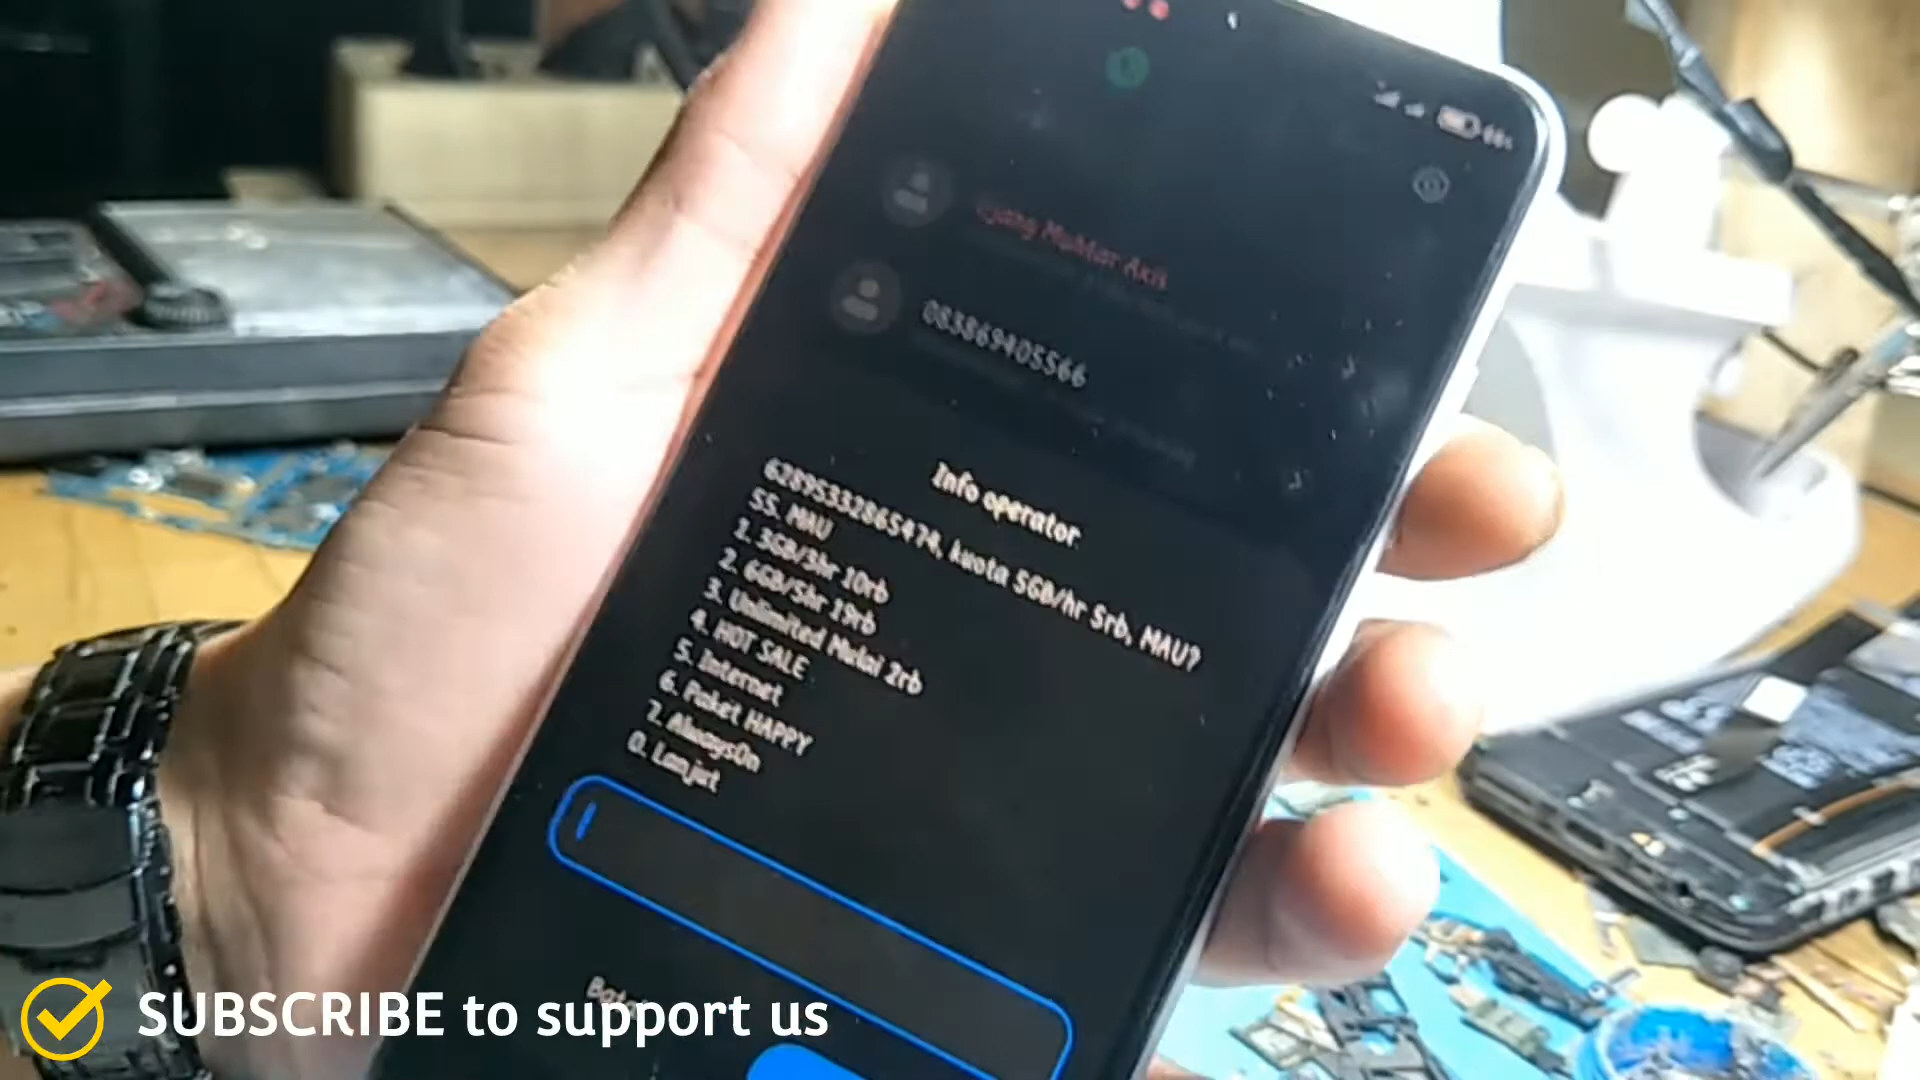 Axis
083869405566
Info operator
62895332865474, kuota 5GB/hr 5rb, MAU?
55. MAU
1. 3GB/3hr 10rb
2. 6GB/5hr 19rb
3. Unlimited Mulai 2rb
4. HOT SALE
5. Internet
6. Paket HAPPY
7. AlwaysOn
0. Lanjut
SUBSCRIBE to support us